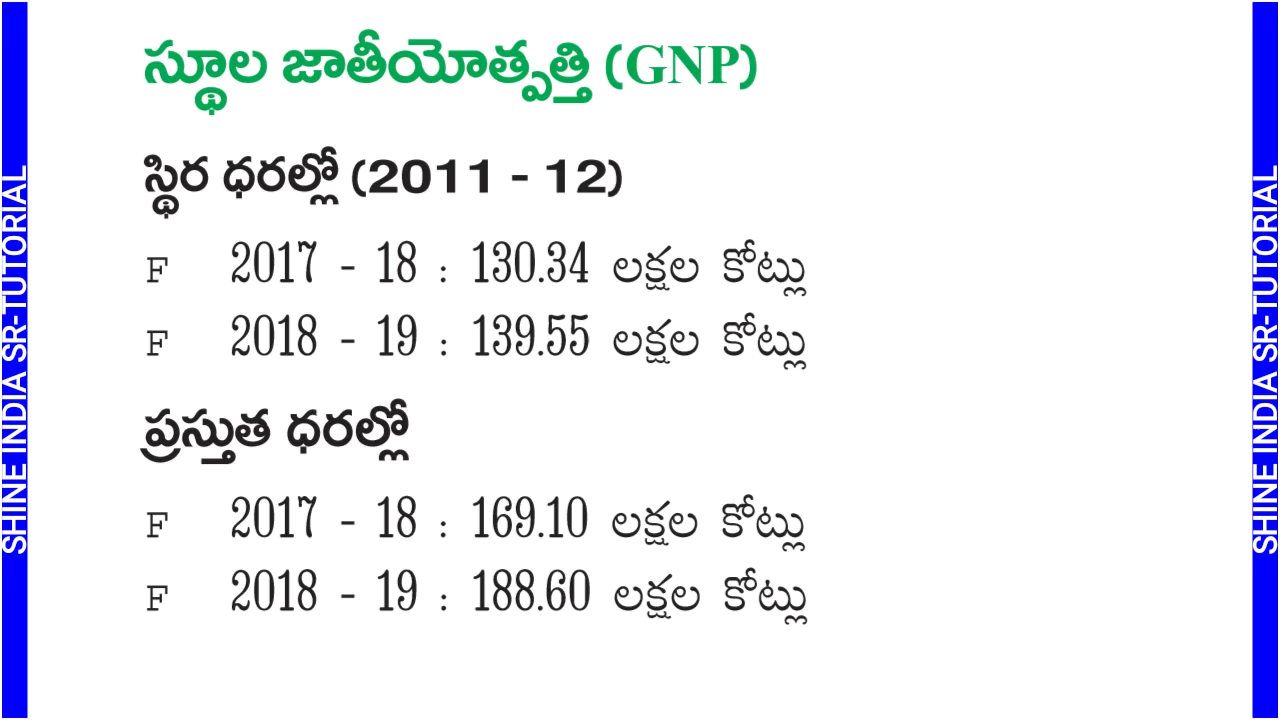 స్థూల జాతీయోత్పత్తి (GNP)
స్థిర ధరల్లో (2011 - 12)
F 2017 - 18 : 130.34 లక్షల కోట్లు
F 2018 - 19 : 139.55 లక్షల కోట్లు
ప్రస్తుత ధరల్లో
F 2017 - 18 : 169.10 లక్షల కోట్లు
F 2018 - 19 : 188.60 లక్షల కోట్లు
SHINE INDIA SR-TUTORIAL
SHINE INDIA SR-TUTORIAL